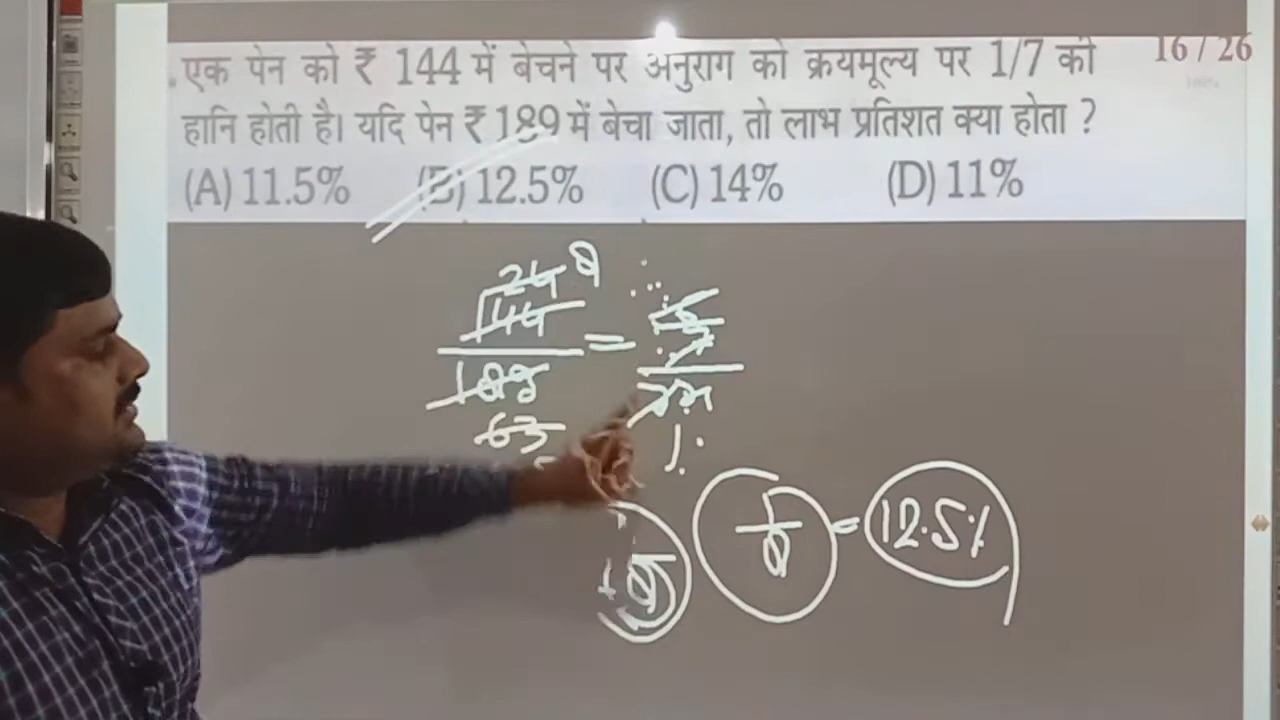 एक पेन को ₹ 144 में बेचने पर अनुराग को क्रयमूल्य पर 1/7 की
16 / 26
हानि होती है। यदि पेन ₹ 189 में बेचा जाता, तो लाभ प्रतिशत क्या होता ?
(A) 11.5% (B) 12.5% (C) 14% (D) 11%
144
=
189
63
= 12.5%